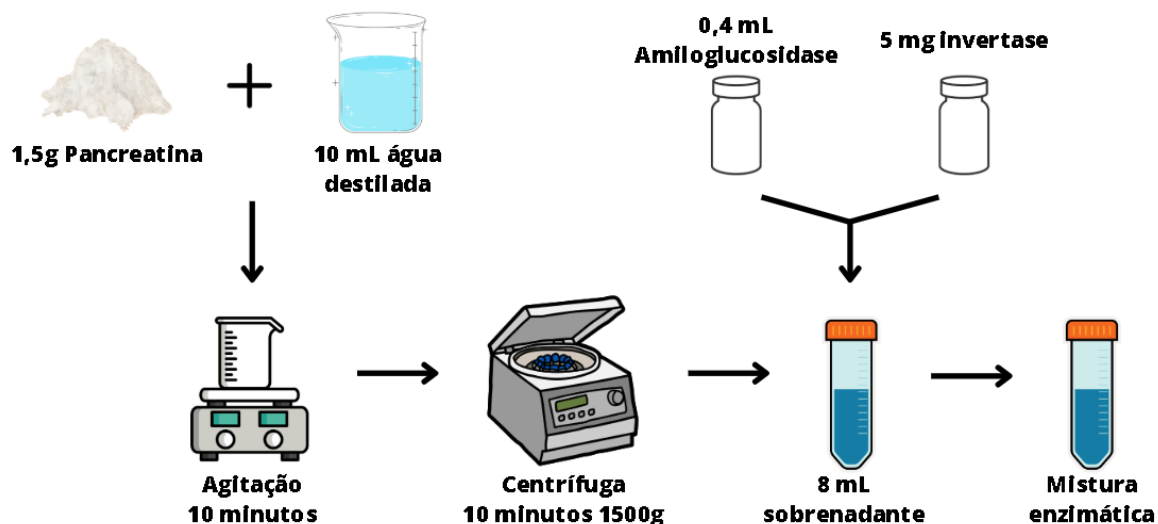 1,5g Pancreatina
10 mL água
destilada
0,4 mL
Amiloglucosidase
5 mg invertase
Agitação
10 minutos
Centrífuga
10 minutos 1500g
8 mL
sobrenadante
Mistura
enzimática